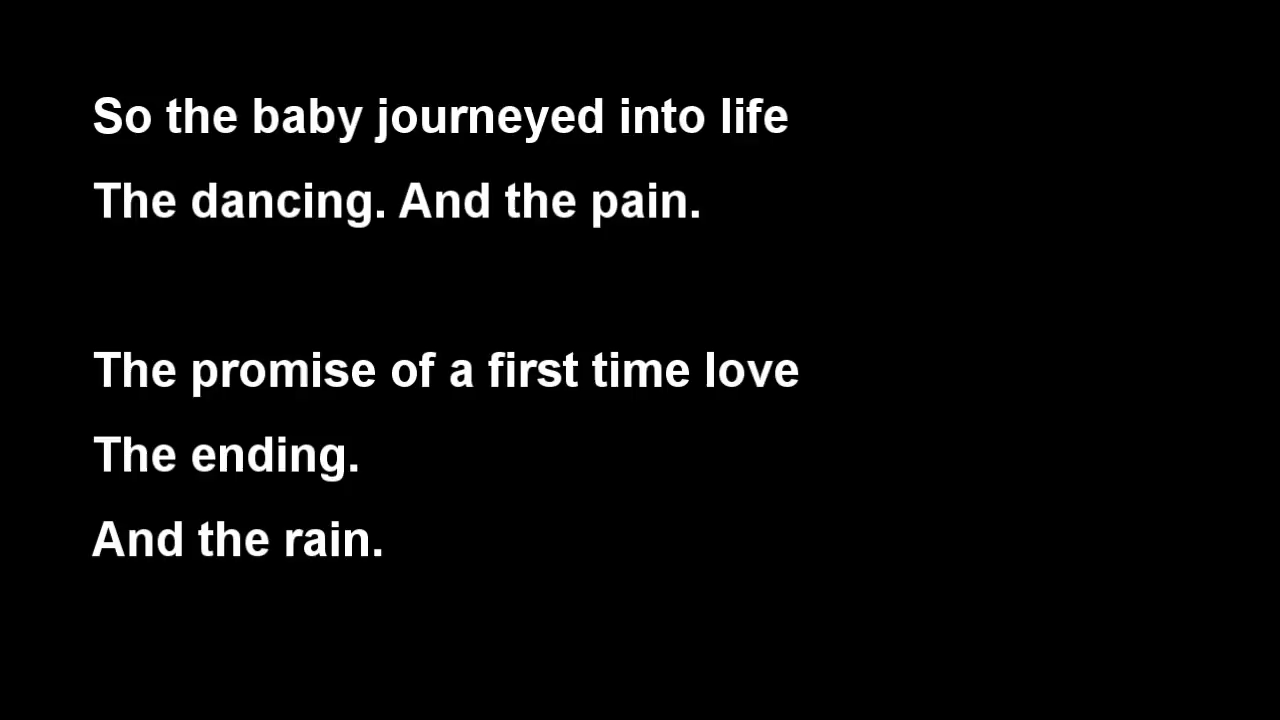 So the baby journeyed into life
The dancing. And the pain.
The promise of a first time love
The ending.
And the rain.